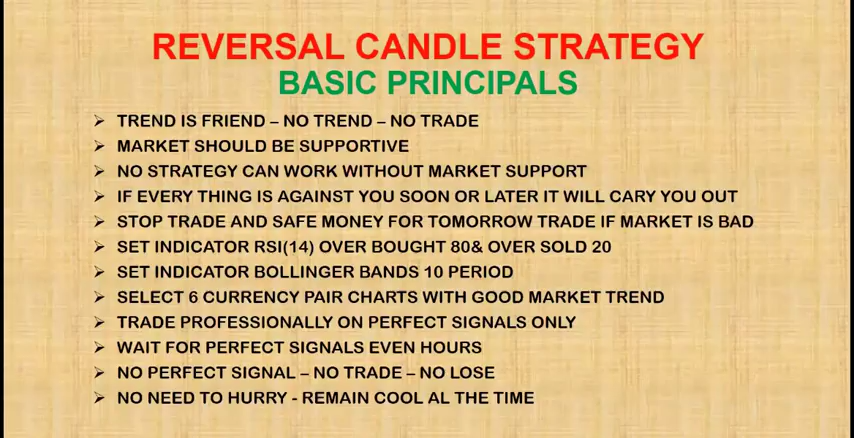 REVERSAL CANDLE STRATEGY
BASIC PRINCIPALS
➢ TREND IS FRIEND – NO TREND – NO TRADE
➢ MARKET SHOULD BE SUPPORTIVE
➢ NO STRATEGY CAN WORK WITHOUT MARKET SUPPORT
➢ IF EVERY THING IS AGAINST YOU SOON OR LATER IT WILL CARY YOU OUT
➢ STOP TRADE AND SAFE MONEY FOR TOMORROW TRADE IF MARKET IS BAD
➢ SET INDICATOR RSI(14) OVER BOUGHT 80& OVER SOLD 20
➢ SET INDICATOR BOLLINGER BANDS 10 PERIOD
➢ SELECT 6 CURRENCY PAIR CHARTS WITH GOOD MARKET TREND
➢ TRADE PROFESSIONALLY ON PERFECT SIGNALS ONLY
➢ WAIT FOR PERFECT SIGNALS EVEN HOURS
➢ NO PERFECT SIGNAL – NO TRADE – NO LOSE
➢ NO NEED TO HURRY - REMAIN COOL AL THE TIME